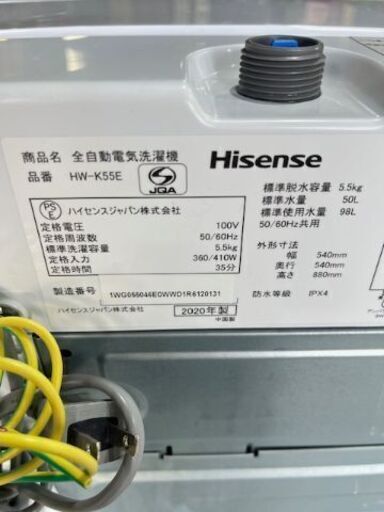 商品名 全自動電気洗濯機
品番 HW-K55E
S
JQA
Hisense
PS
E
ハイセンスジャパン株式会社
定格電圧 100V
定格周波数 50/60Hz
標準洗濯容量 5.5kg
定格入力 360/410W
定格時間 35分
標準脱水容量 5.5kg
標準水量 50L
標準使用水量 98L
50/60Hz共用
外形寸法
幅 540mm
奥行 540mm
高さ 880mm
防水等級 IPX4
製造番号
ハイセンスジャパン株式会社
2020年製
中国製